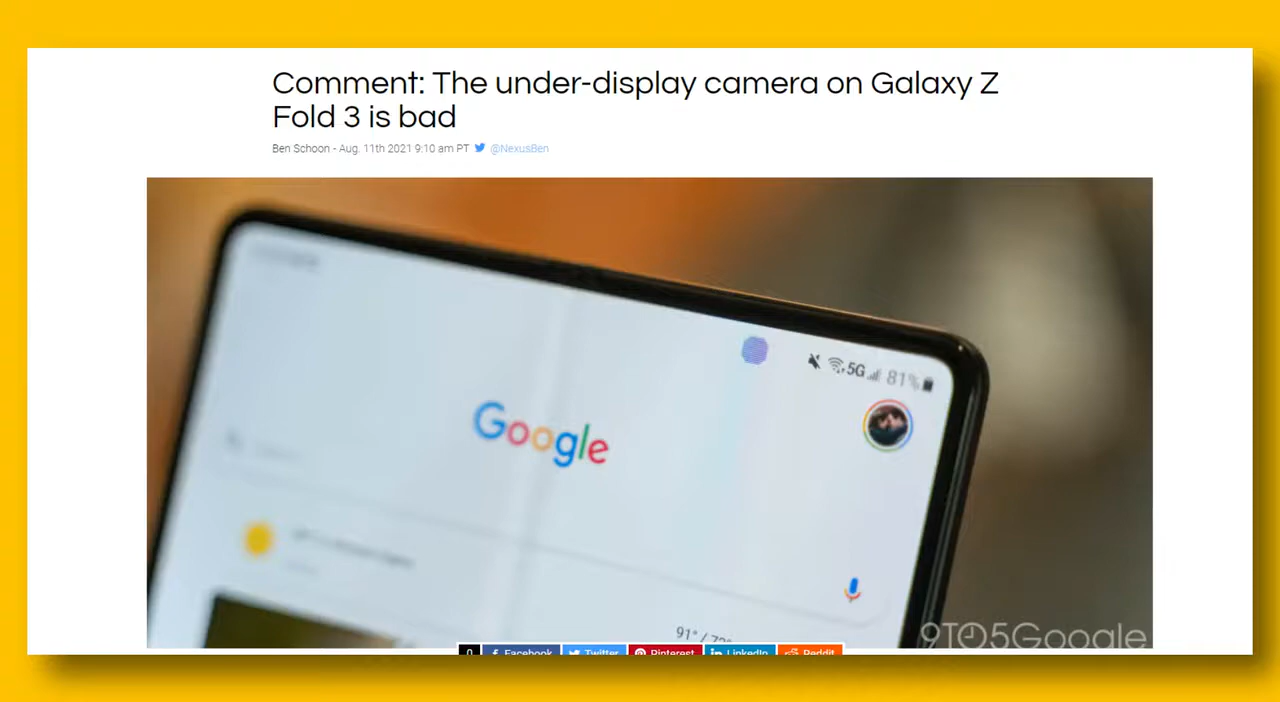 Comment: The under-display camera on Galaxy Z
Fold 3 is bad
Ben Schoon - Aug. 11th 2021 9:10 am PT @NexusBen
5G 81%
Google
91° / 72°
9TO5Google
0 Facebook Twitter Pinterest LinkedIn Reddit